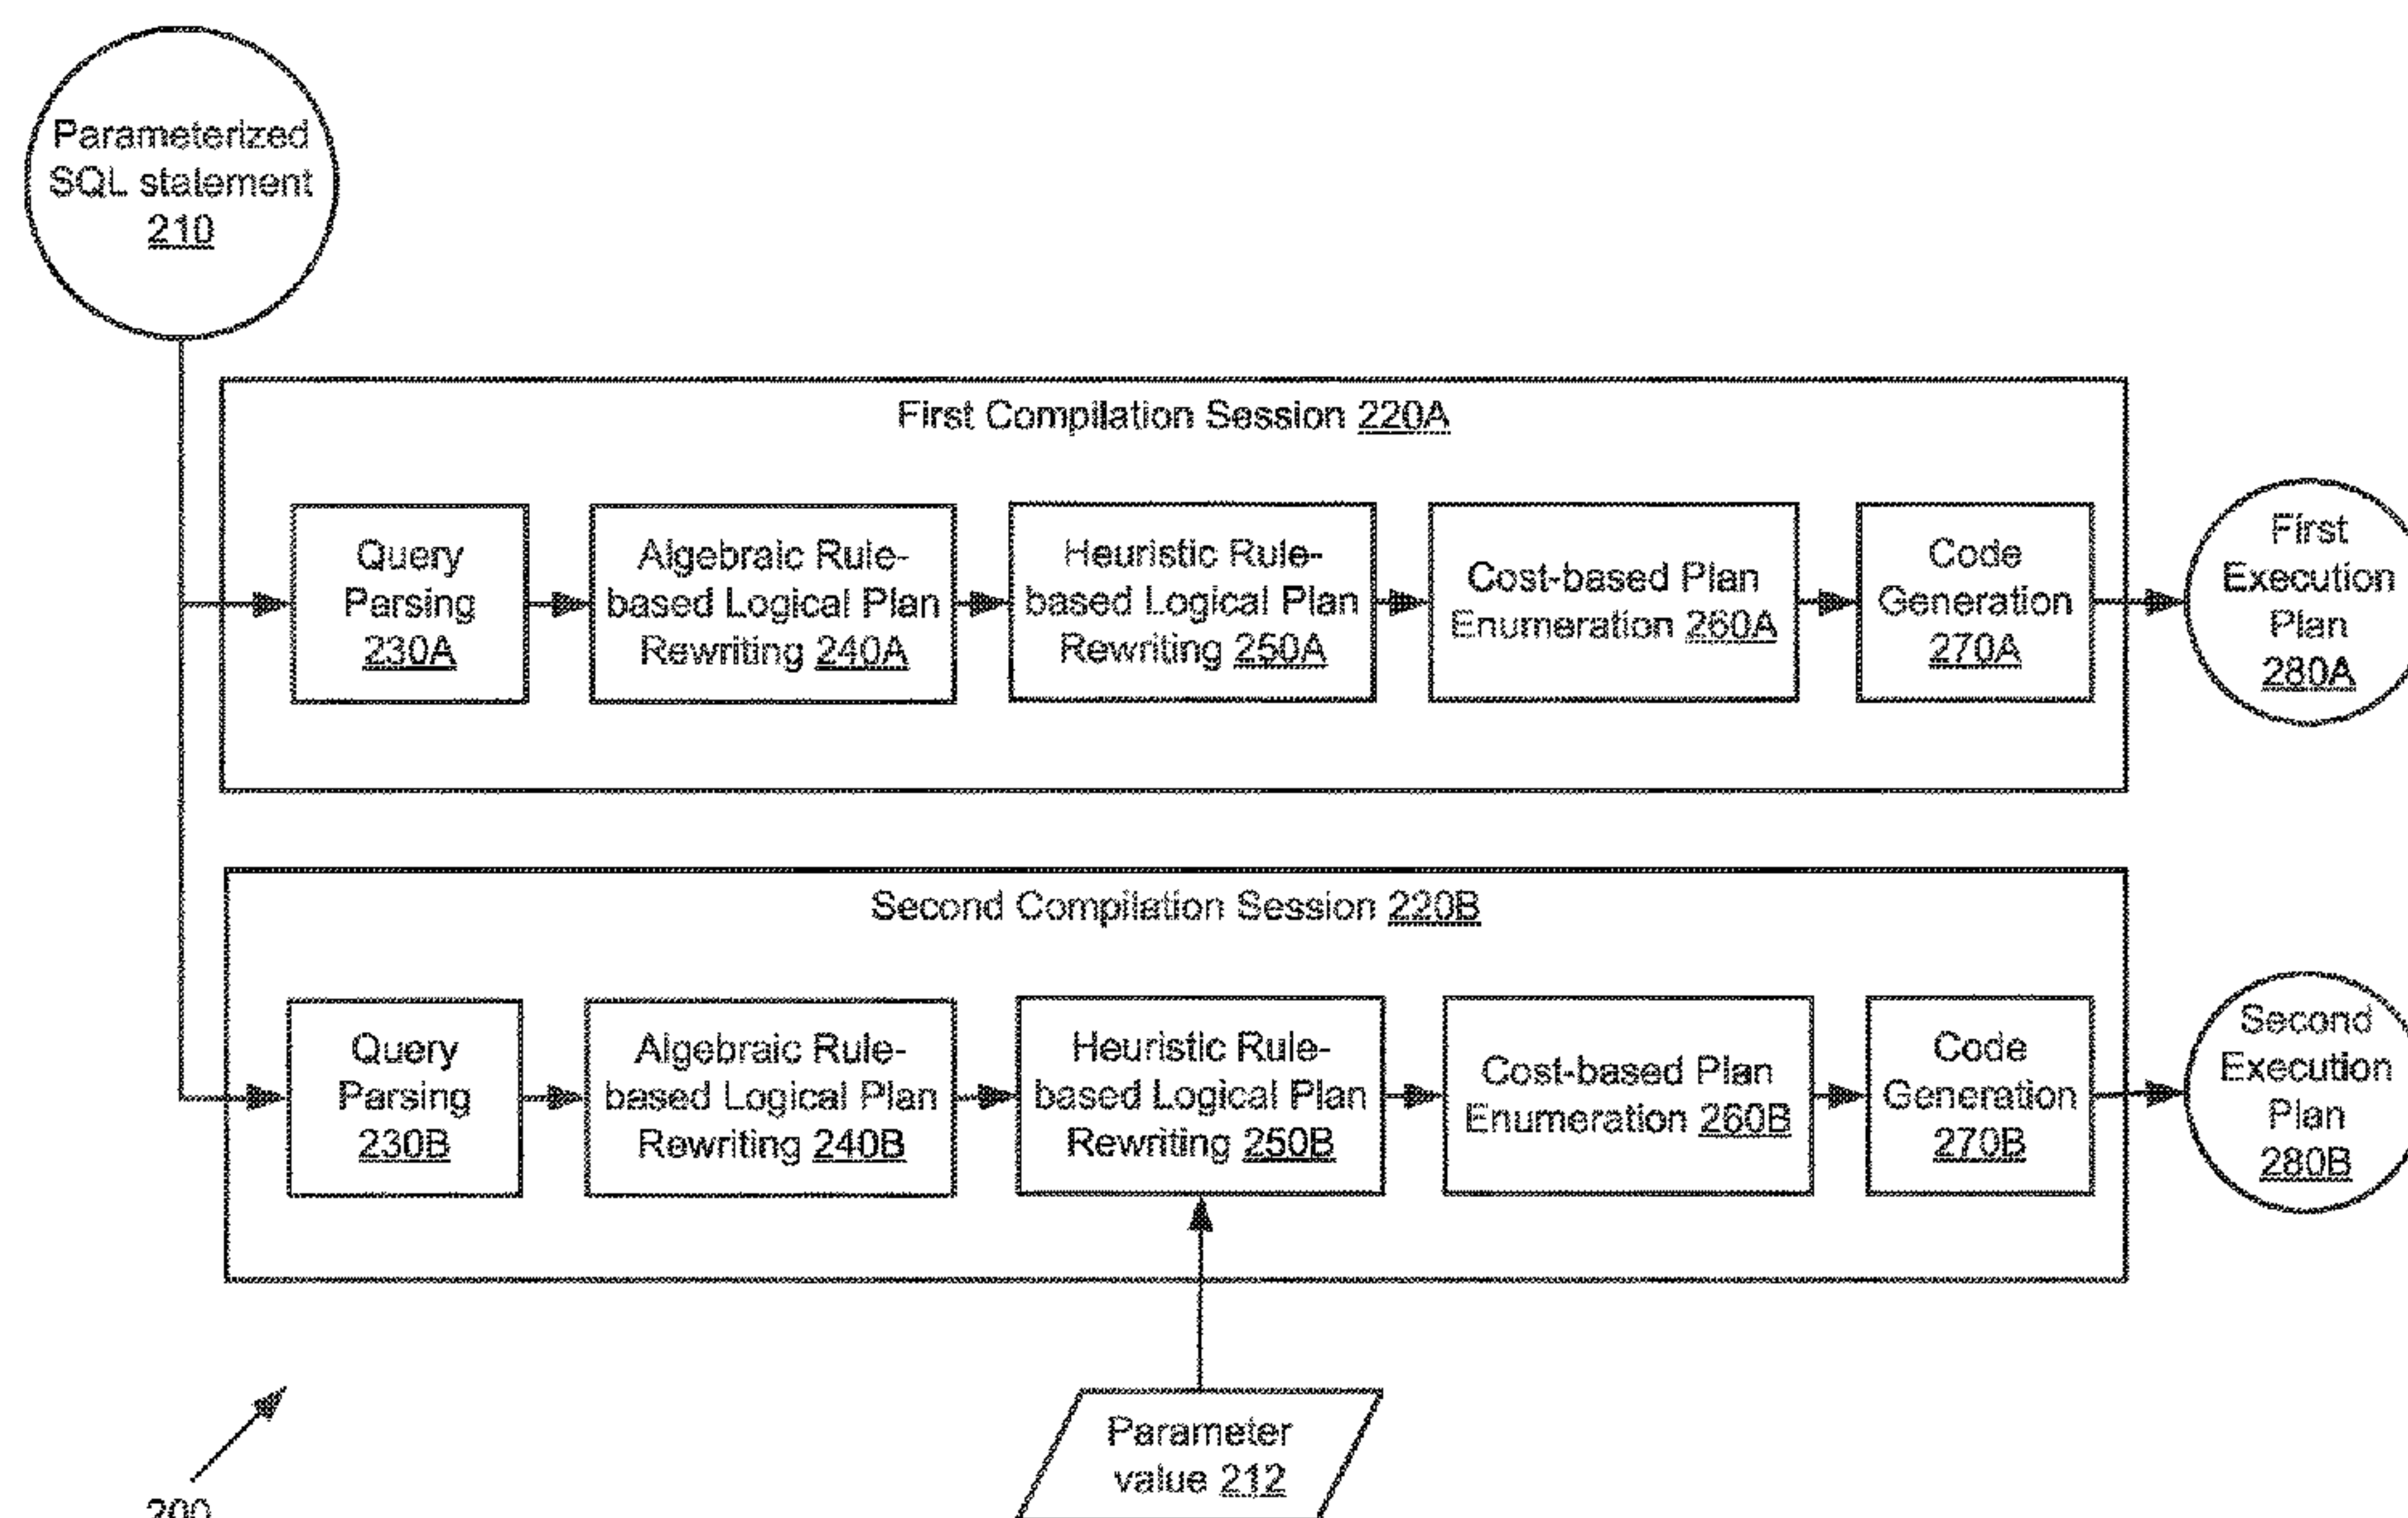 Parameterized
SQL statement
210
First Compilation Session 220A
Query
Parsing
230A
Algebraic Rule-
based Logical Plan
Rewriting 240A
Heuristic Rule-
based Logical Plan
Rewriting 250A
Cost-based Plan
Enumeration 260A
Code
Generation
270A
First
Execution
Plan
280A
Second Compilation Session 220B
Query
Parsing
230B
Algebraic Rule-
based Logical Plan
Rewriting 240B
Heuristic Rule-
based Logical Plan
Rewriting 250B
Cost-based Plan
Enumeration 260B
Code
Generation
270B
Second
Execution
Plan
280B
Parameter
value 212
200